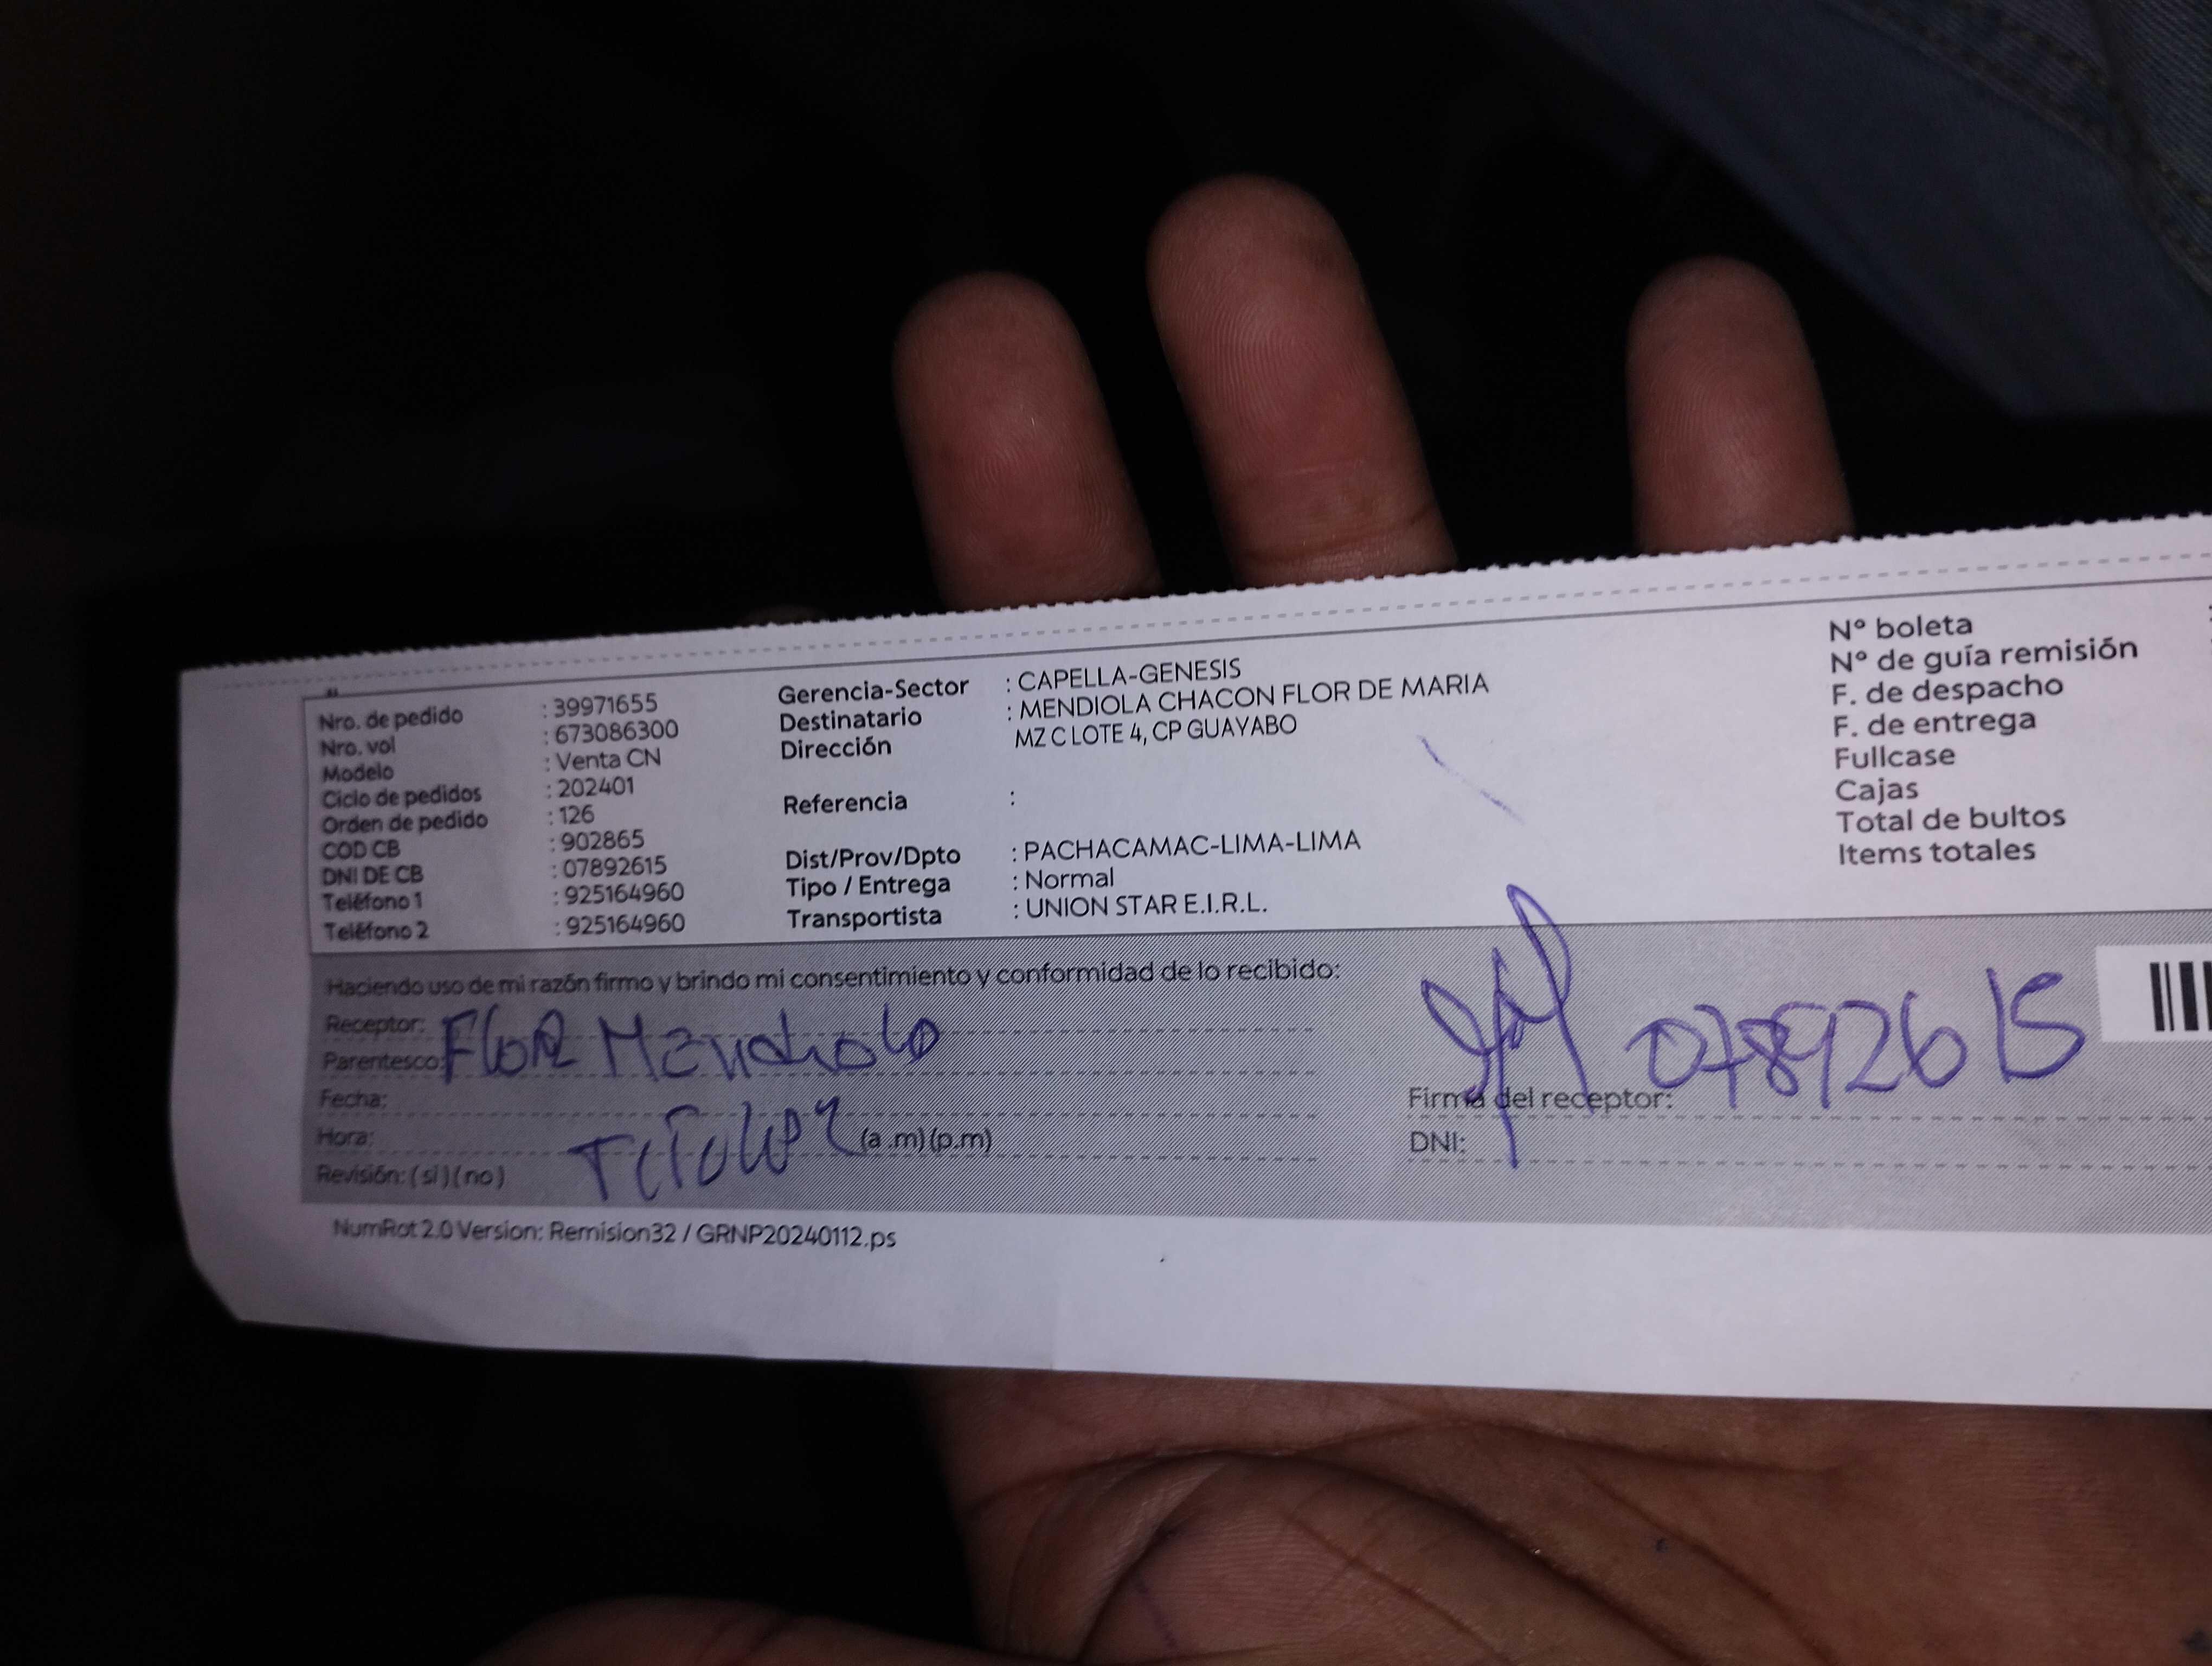 Nro. de pedido : 39971655
Nro. vol : 673086300
Modelo : Venta CN
Ciclo de pedidos : 202401
Orden de pedido : 126
COD CB : 902865
DNI DE CB : 07892615
Teléfono 1 : 925164960
Teléfono 2 : 925164960
Gerencia-Sector : CAPELLA-GENESIS
Destinatario : MENDIOLA CHACON FLOR DE MARIA
Dirección MZ C LOTE 4, CP GUAYABO
Referencia :
Dist/Prov/Dpto : PACHACAMAC-LIMA-LIMA
Tipo / Entrega : Normal
Transportista : UNION STAR E.I.R.L.
N° boleta
N° de guía remisión
F. de despacho
F. de entrega
Fullcase
Cajas
Total de bultos
Items totales
Haciendo uso de mi razón firmo y brindo mi consentimiento y conformidad de lo recibido:
Receptor:
Parentesco: Flor Mendiola
Fecha:
Hora: (a .m) (p.m)
Revisión: ( si ) ( no )
07892615
Firma del receptor:
DNI:
NumRot 2.0 Version: Remision32 / GRNP20240112.ps